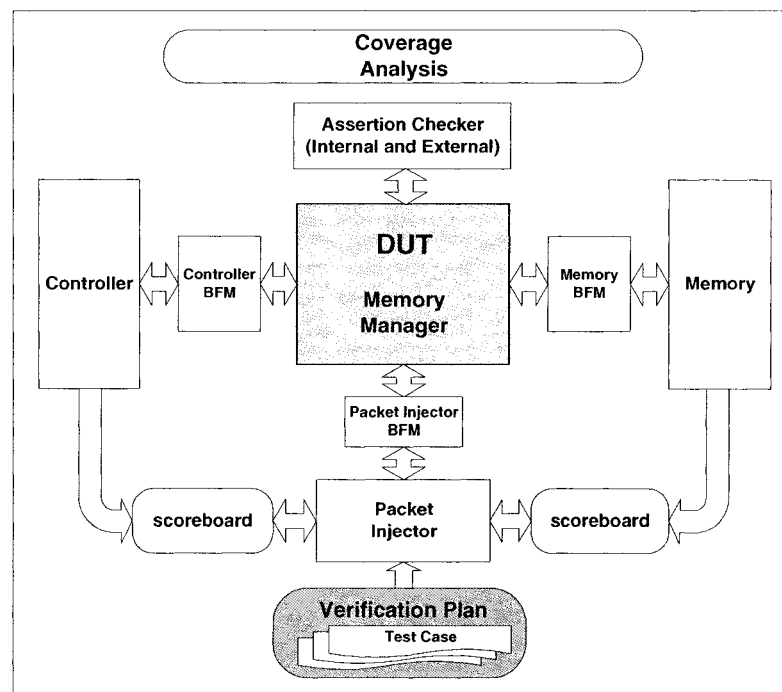 Coverage
Analysis
Assertion Checker
(Internal and External)
Controller
Controller
BFM
DUT
Memory
Manager
Memory
BFM
Memory
Packet Injector
BFM
scoreboard
Packet
Injector
scoreboard
Verification Plan
Test Case